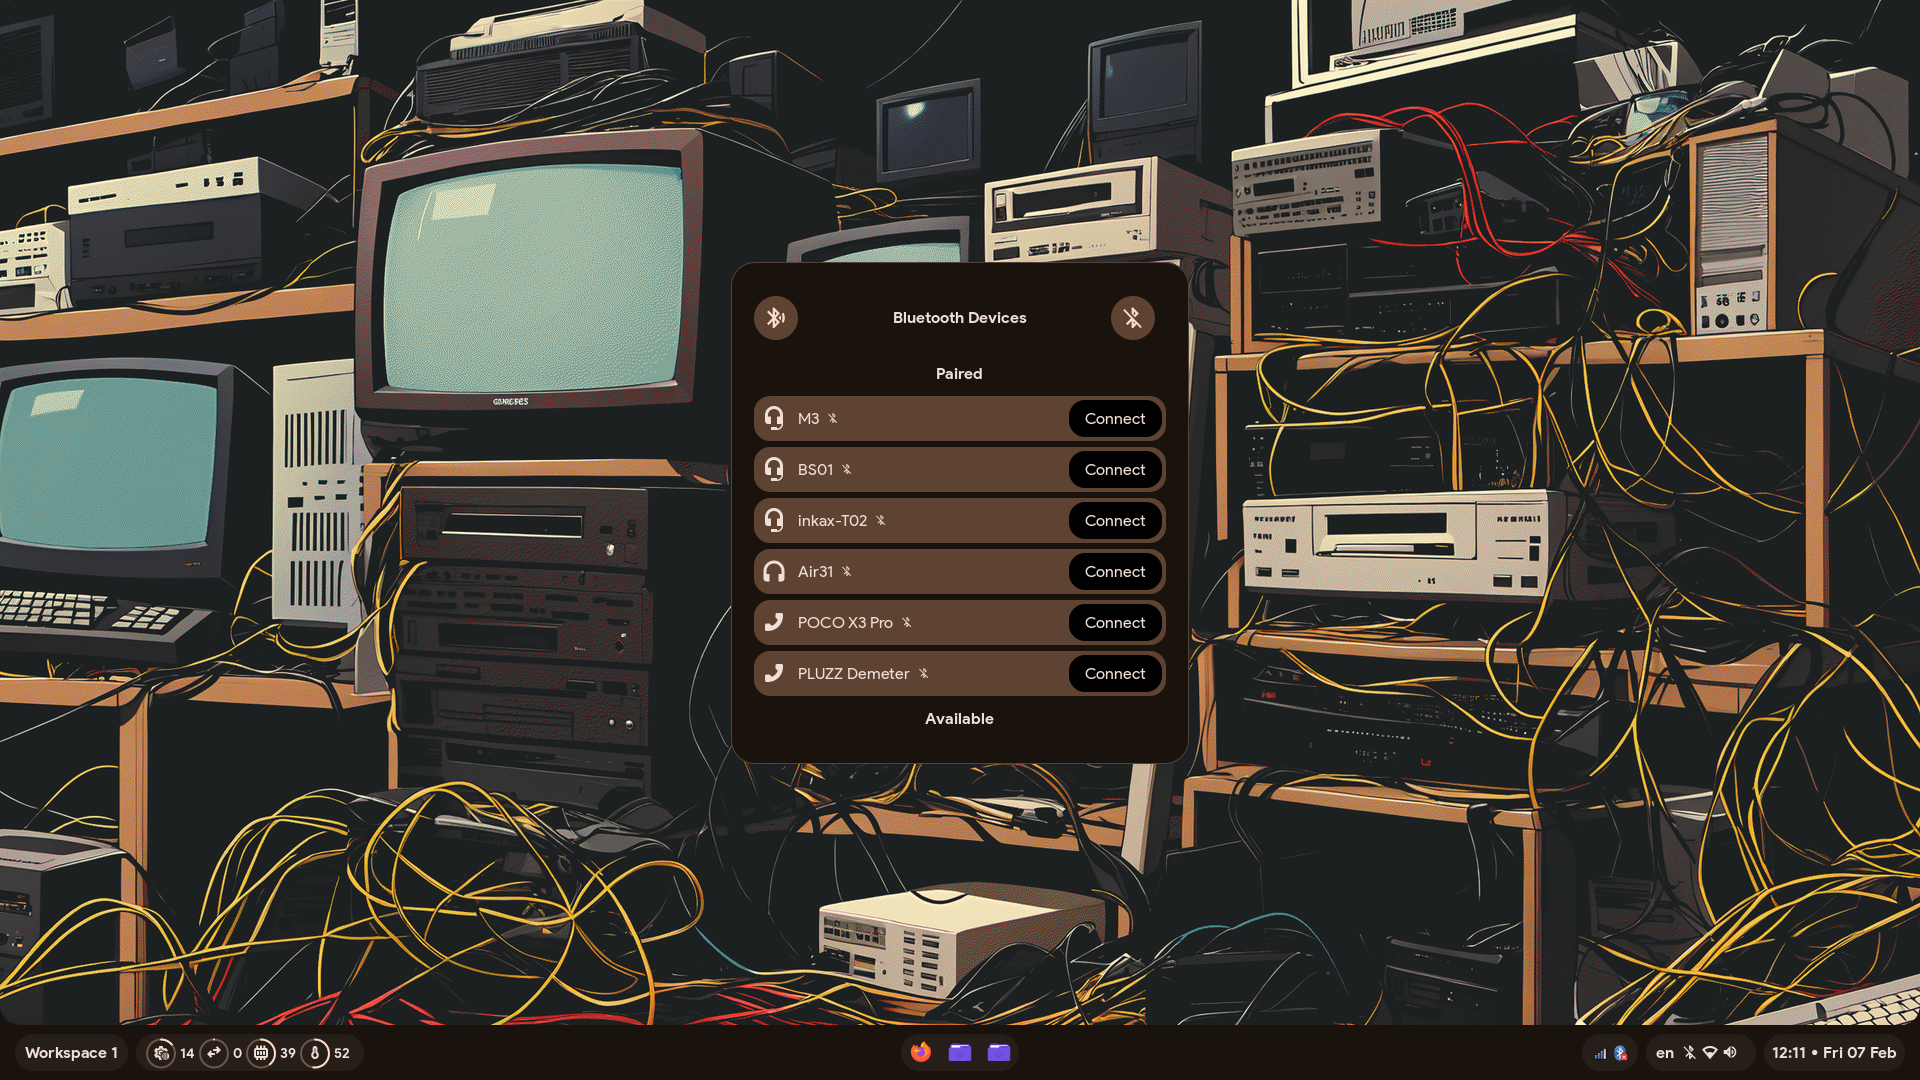 Bluetooth Devices
Paired
M3 Connect
BS01 Connect
inkax-T02 Connect
Air31 Connect
POCO X3 Pro Connect
PLUZZ Demeter Connect
Available
Workspace 1 14 0 39 52 en 12:11 • Fri 07 Feb